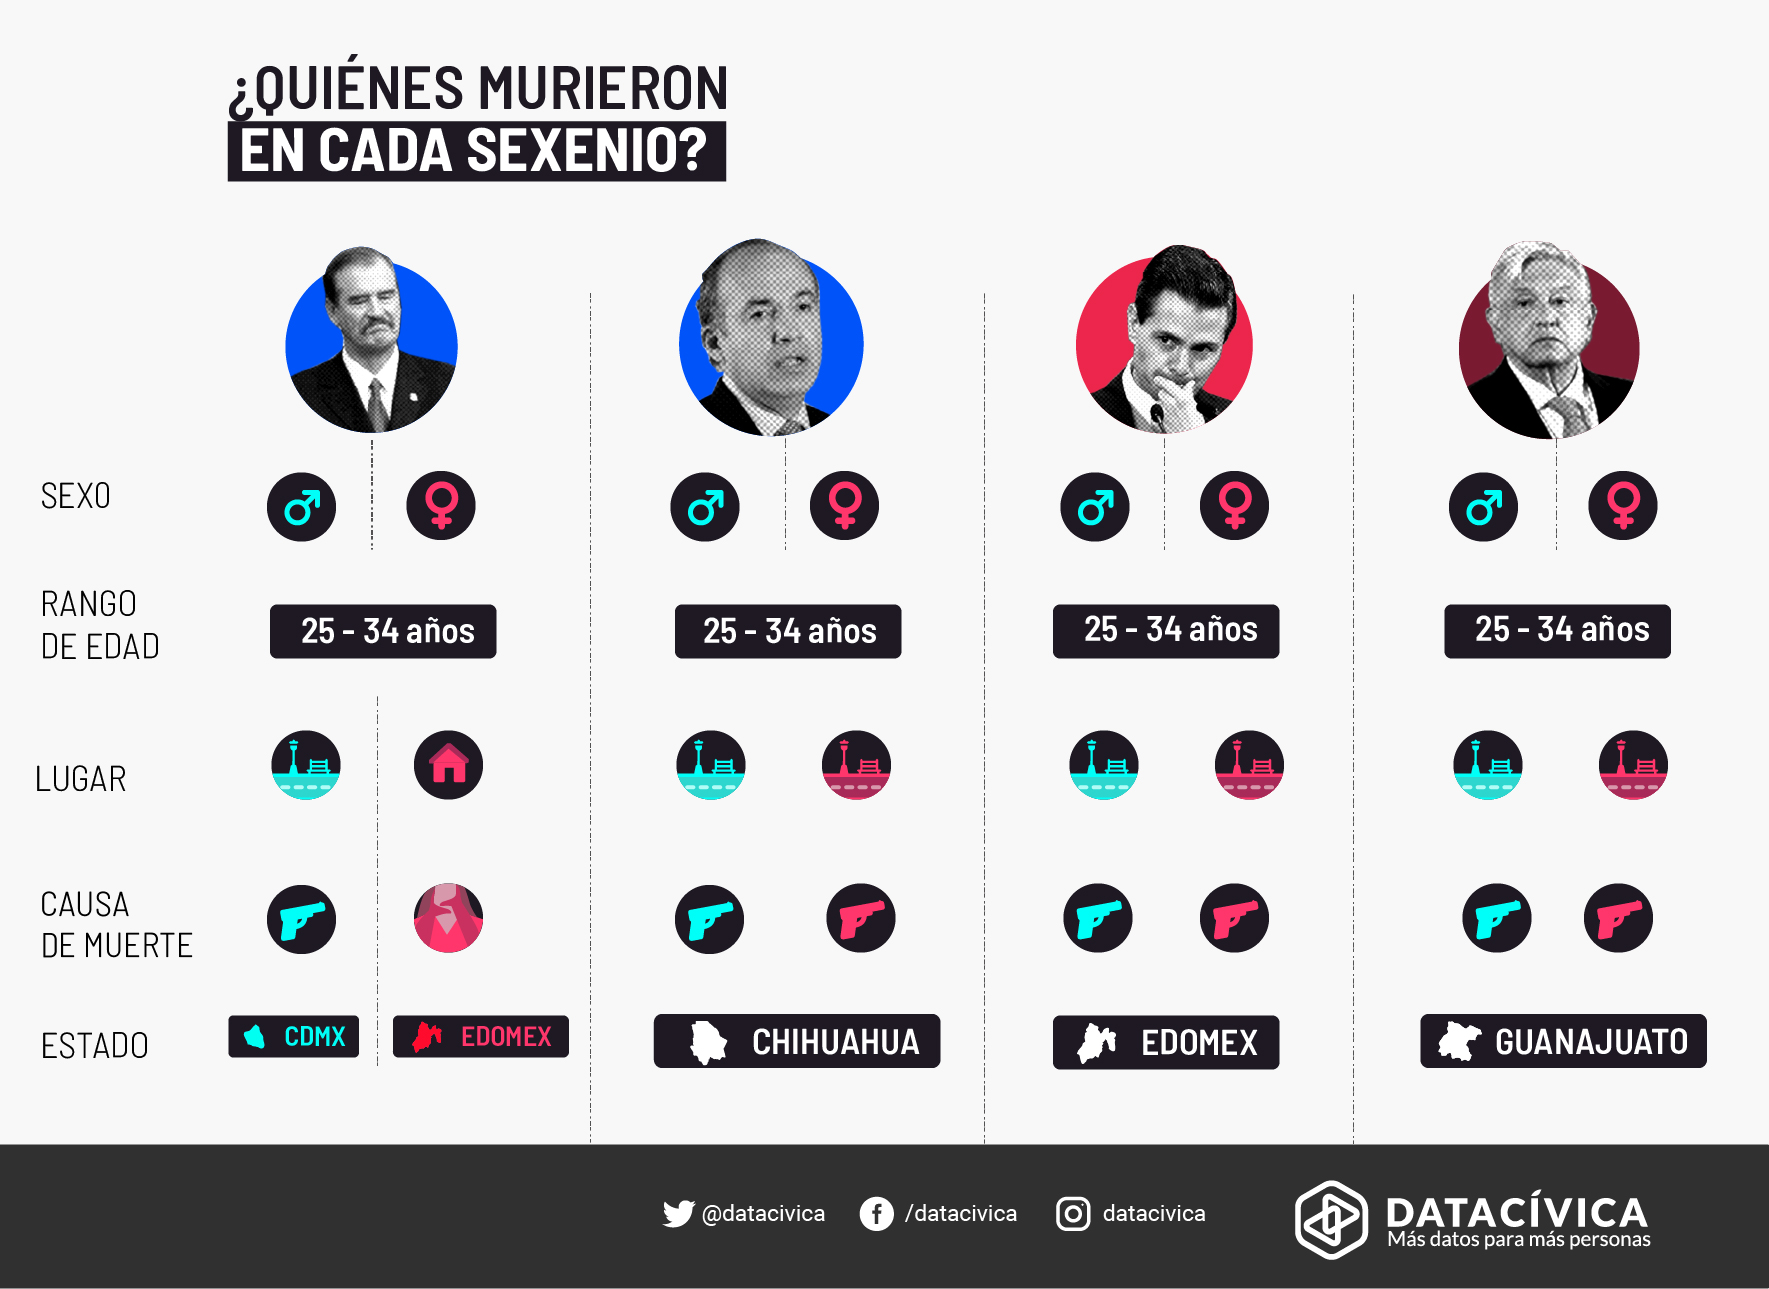 ¿QUIÉNES MURIERON
EN CADA SEXENIO?
SEXO
RANGO
DE EDAD
25 - 34 años
25 - 34 años
25 - 34 años
25 - 34 años
LUGAR
CAUSA
DE MUERTE
ESTADO
CDMX
EDOMEX
CHIHUAHUA
EDOMEX
GUANAJUATO
@datacivica
/datacivica
datacivica
DATACÍVICA
Más datos para más personas